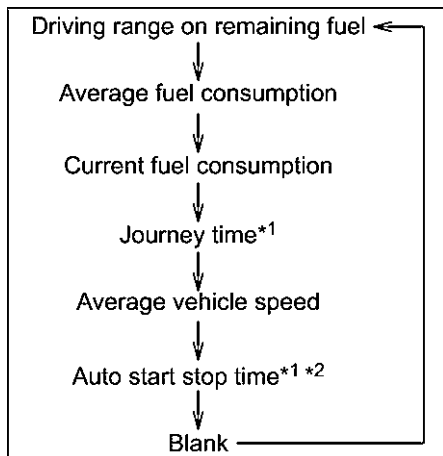 Driving range on remaining fuel
Average fuel consumption
Current fuel consumption
Journey time*1
Average vehicle speed
Auto start stop time*1 *2
Blank